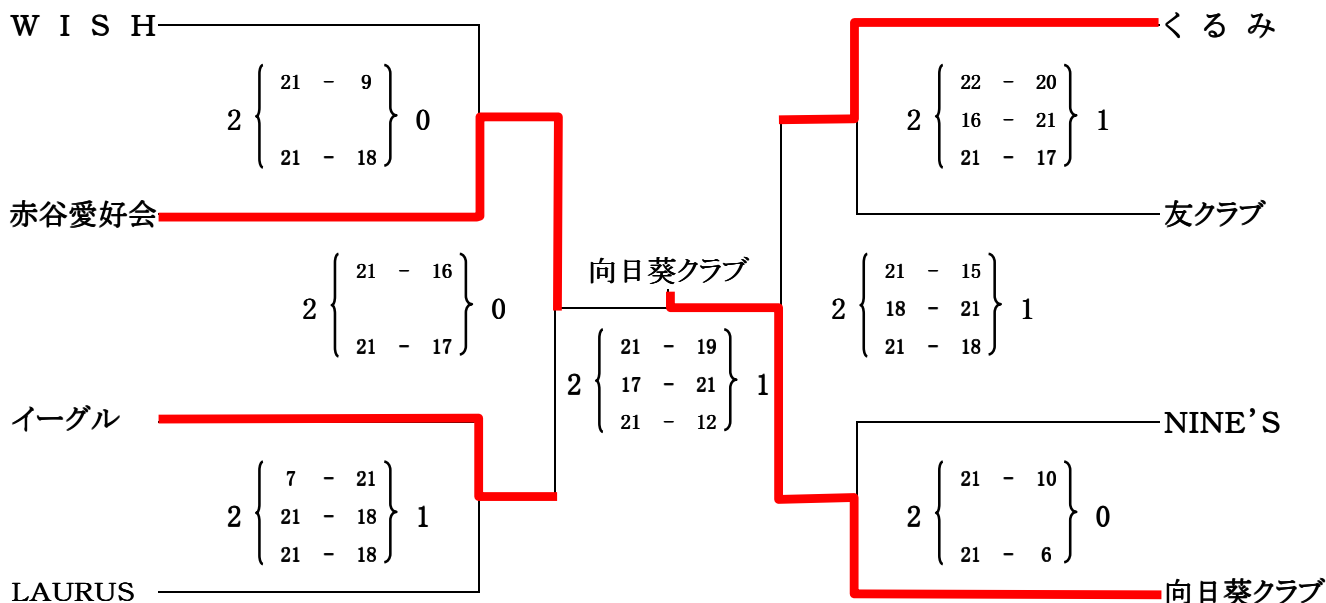 W I S H
くるみ
21 - 9
2 0
21 - 18
22 - 20
2 16 - 21 1
21 - 17
赤谷愛好会
友クラブ
向日葵クラブ
21 - 16
2 0
21 - 17
21 - 15
2 18 - 21 1
21 - 18
21 - 19
2 17 - 21 1
21 - 12
イーグル
NINE'S
7 - 21
2 21 - 18 1
21 - 18
21 - 10
2 0
21 - 6
LAURUS
向日葵クラブ